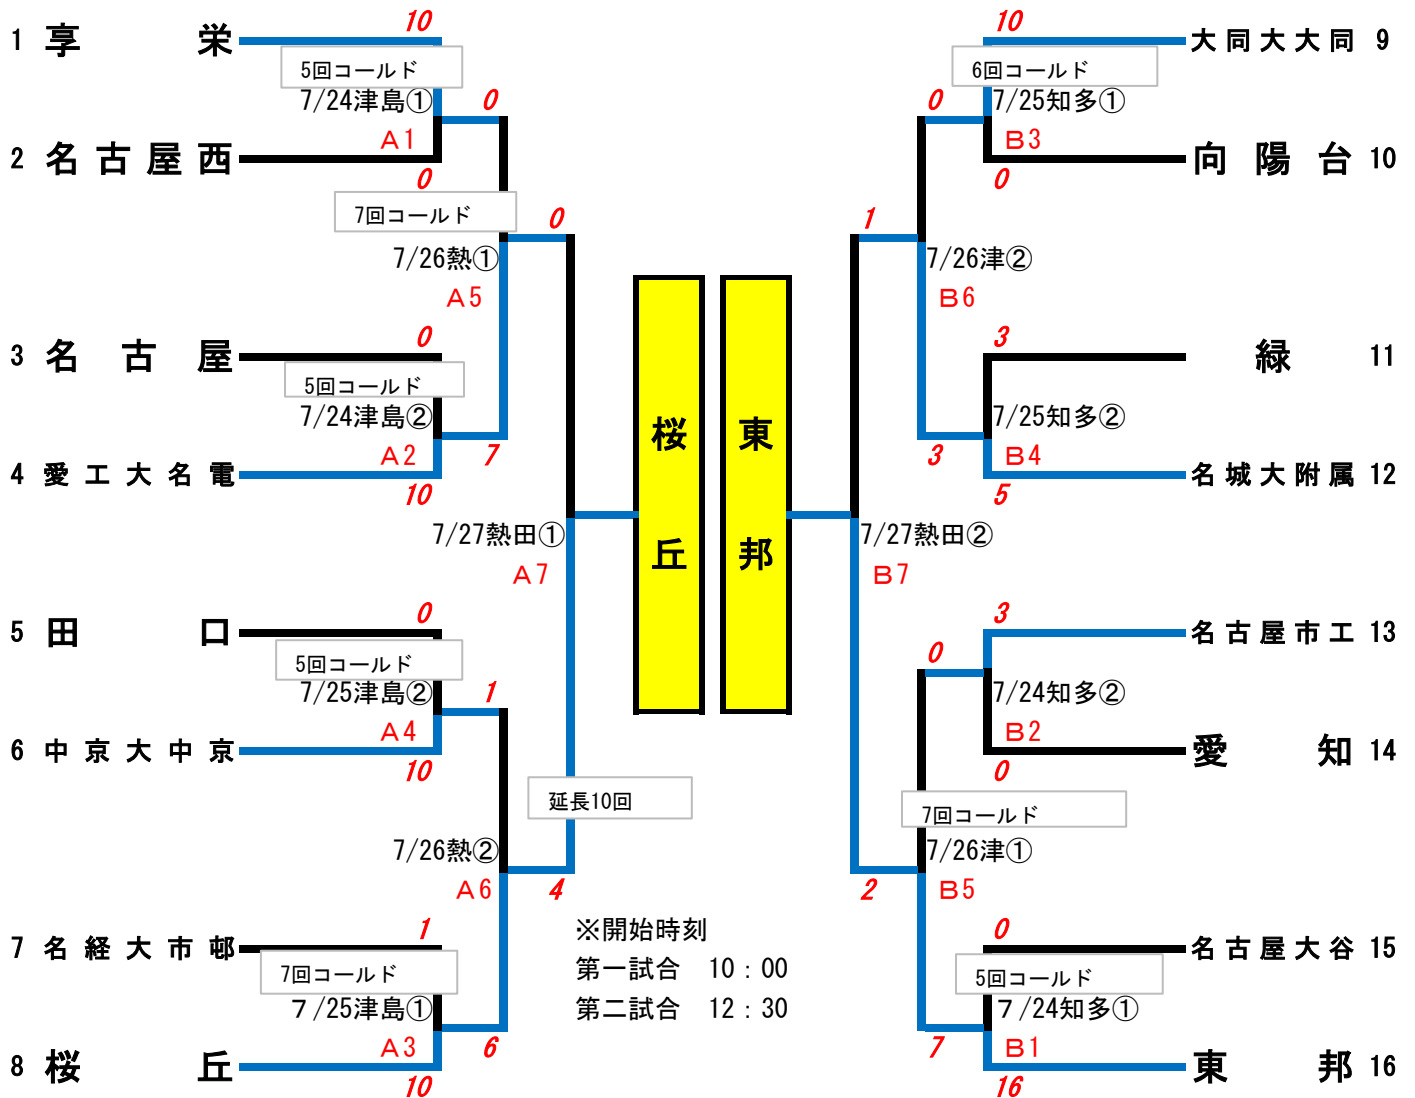 1 享栄
10
5回コールド
7/24津島①
A1
0
2 名古屋西
0
7回コールド
0
7/26熱①
A5
3 名古屋
0
5回コールド
7/24津島②
A2
7
4 愛工大名電
10
7/27熱田①
A7
5 田口
0
5回コールド
7/25津島②
A4
1
6 中京大中京
10
延長10回
7/26熱②
A6
4
7 名経大市邨
1
7回コールド
7/25津島①
A3
6
8 桜丘
10
桜丘
東邦
※開始時刻
第一試合 10：00
第二試合 12：30
10
大同大大同 9
6回コールド
7/25知多①
0
B3
向陽台 10
0
1
7/26津②
B6
3
緑 11
7/25知多②
3
B4
名城大附属 12
5
7/27熱田②
B7
3
名古屋市工 13
0
7/24知多②
B2
愛知 14
0
7回コールド
7/26津①
2
B5
0
名古屋大谷 15
5回コールド
7/24知多①
7
B1
東邦 16
16